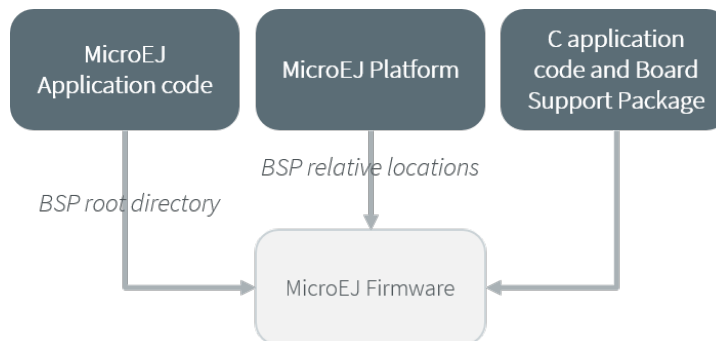 MicroEJ
Application code
MicroEJ Platform
C application
code and Board
Support Package
BSP relative locations
BSP root directory
MicroEJ Firmware